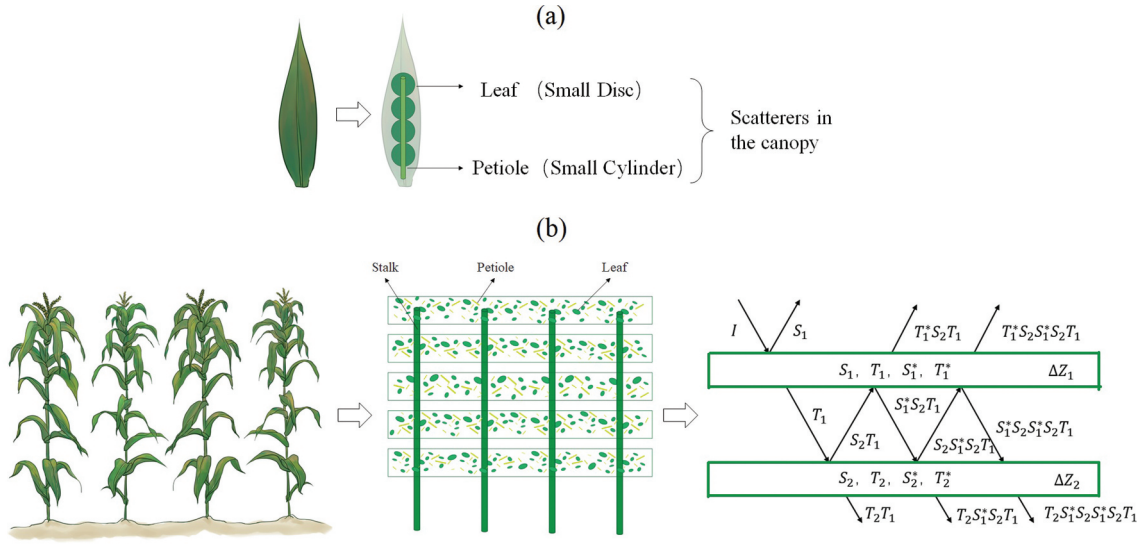 (a)
Leaf （Small Disc）
Scatterers in
the canopy
Petiole（Small Cylinder）
(b)
Stalk
Petiole
Leaf
I
S₁
T₁*S₂T₁
T₁*S₂S₁*S₂T₁
S₁, T₁, S₁*, T₁*
ΔZ₁
T₁
S₂T₁
S₁*S₂T₁
S₂S₁*S₂T₁
S₁*S₂S₁*S₂T₁
S₂, T₂, S₂*, T₂*
ΔZ₂
T₂T₁
T₂S₁*S₂T₁
T₂S₁*S₂S₁*S₂T₁